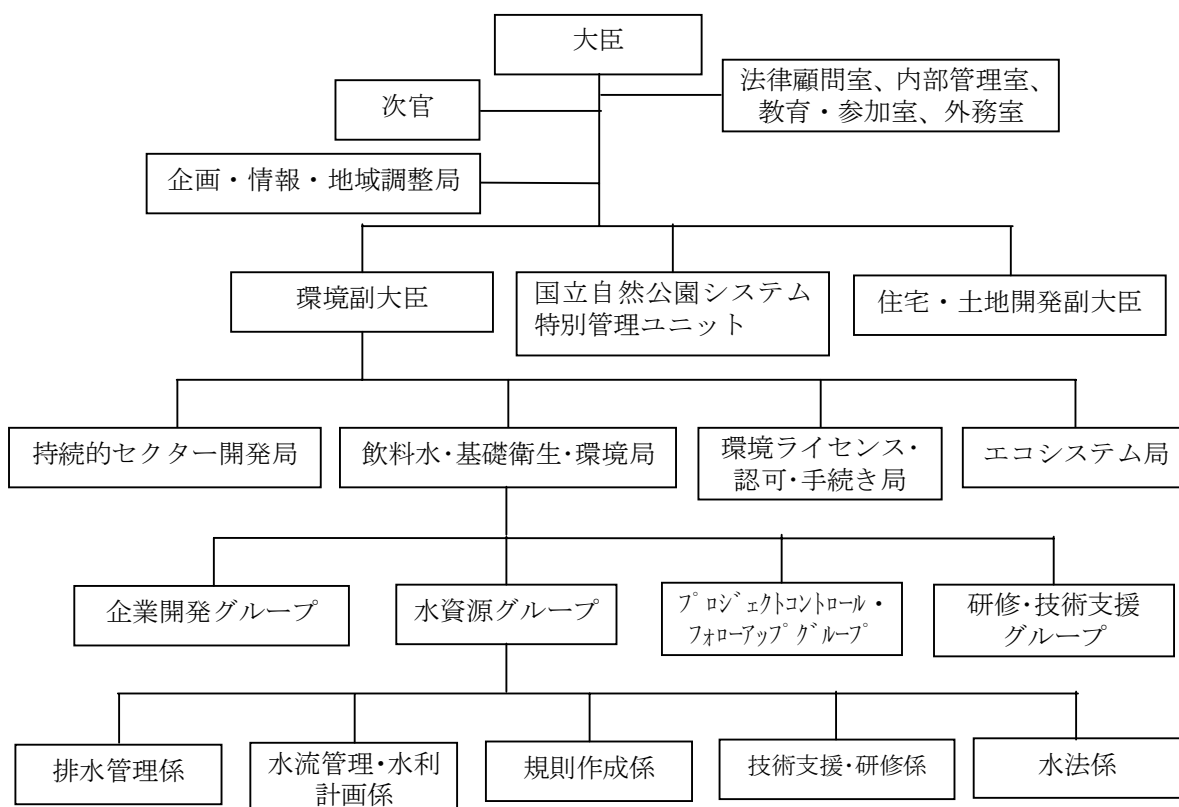 大臣
法律顧問室、内部管理室、
教育・参加室、外務室
次官
企画・情報・地域調整局
環境副大臣
国立自然公園システム
特別管理ユニット
住宅・土地開発副大臣
持続的セクター開発局
飲料水・基礎衛生・環境局
環境ライセンス・
認可・手続き局
エコシステム局
企業開発グループ
水資源グループ
プロジェクトコントロール・
フォローアップグループ
研修・技術支援
グループ
排水管理係
水流管理・水利
計画係
規則作成係
技術支援・研修係
水法係